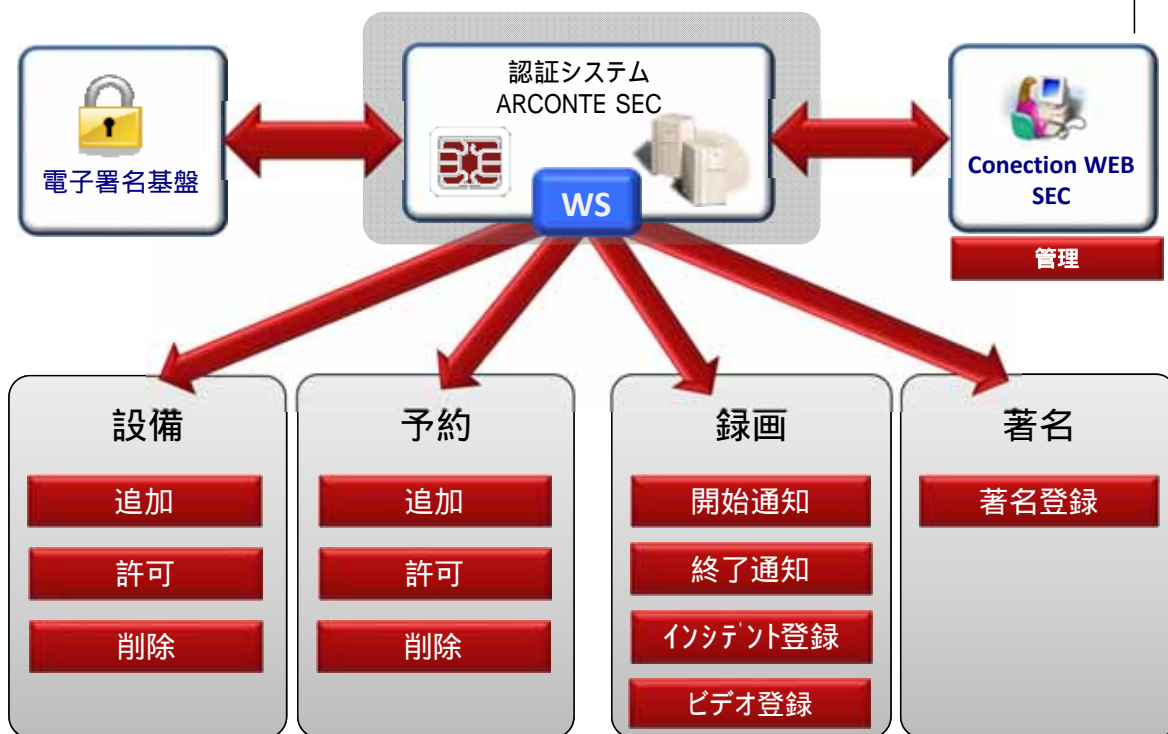 電子署名基盤
認証システム
ARCONTE SEC
WS
Conection WEB
SEC
管理
設備
追加
許可
削除
予約
追加
許可
削除
録画
開始通知
終了通知
インシデント登録
ビデオ登録
著名
著名登録